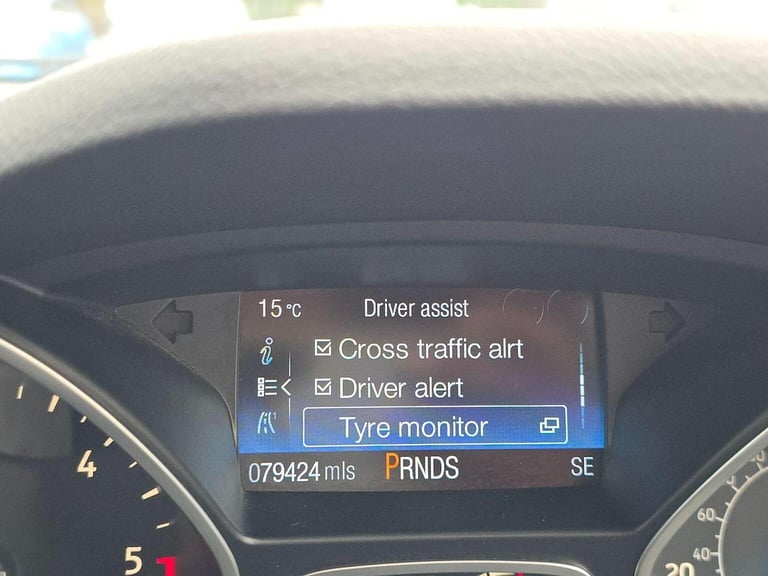 15°C Driver assist
Cross traffic alrt
Driver alert
Tyre monitor
079424 mls PRNDS SE
4
5
60
40
20